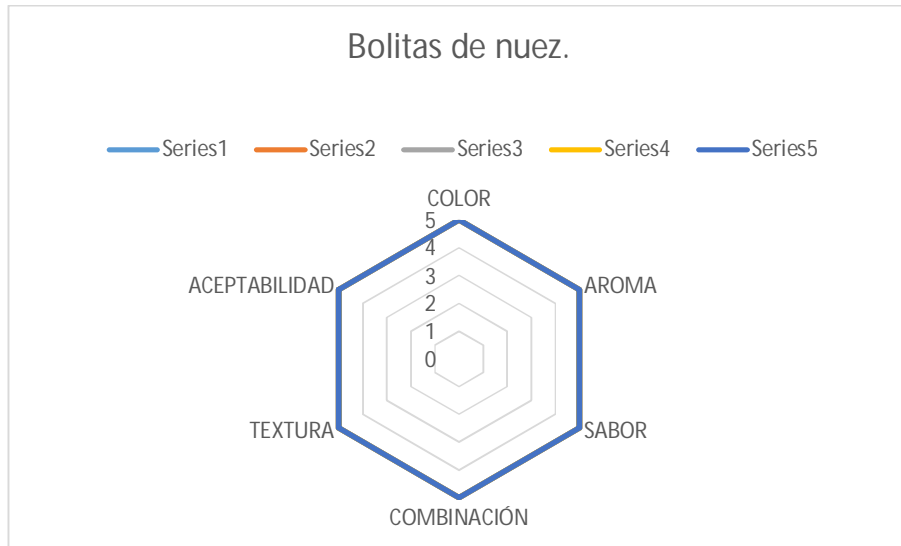 Bolitas de nuez.
Series1 Series2 Series3 Series4 Series5
COLOR
5
4
ACEPTABILIDAD AROMA
3
2
1
0
TEXTURA SABOR
COMBINACIÓN